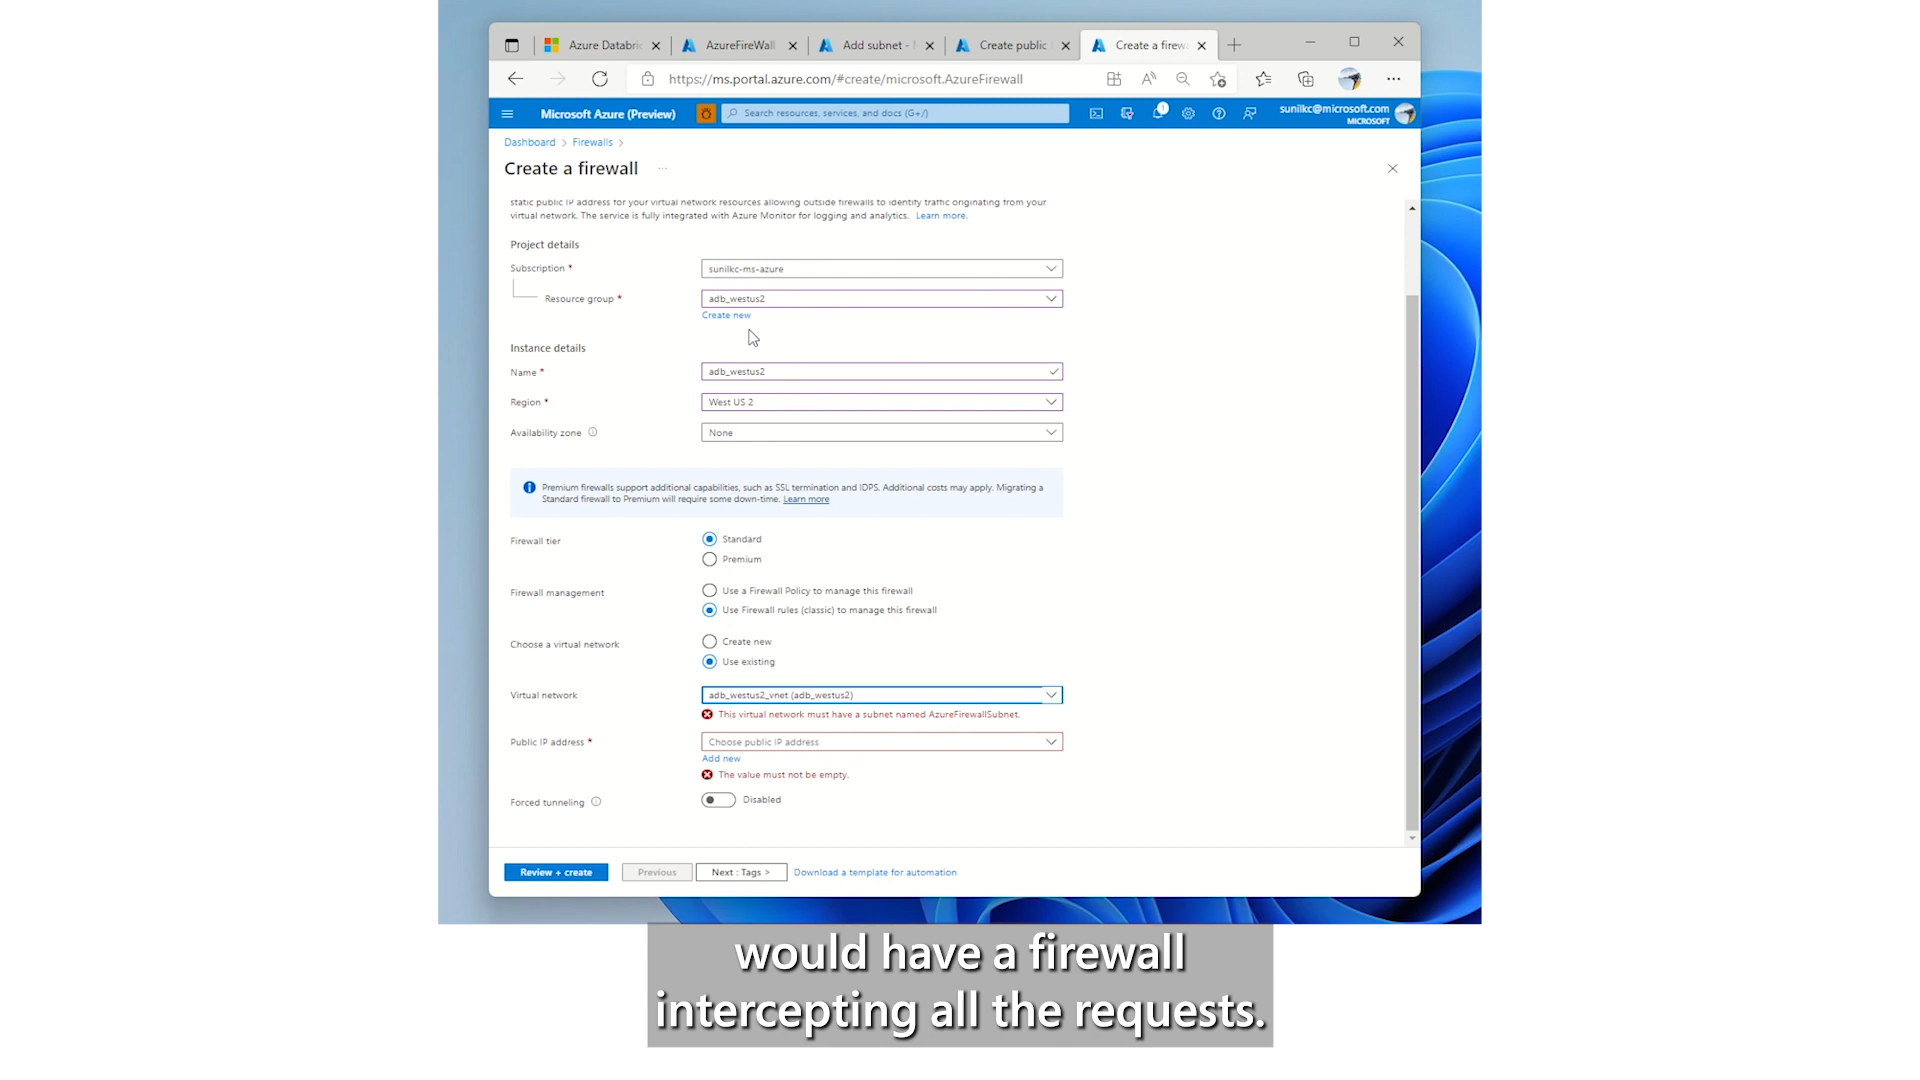 Azure Databri
AzureFireWall
Add subnet -
Create public
Create a firew
https://ms.portal.azure.com/#create/microsoft.AzureFirewall
Microsoft Azure (Preview)
Search resources, services, and docs (G+/)
1
sunilkc@microsoft.com
MICROSOFT
Dashboard > Firewalls >
Create a firewall ...
static public IP address for your virtual network resources allowing outside firewalls to identify traffic originating from your
virtual network. The service is fully integrated with Azure Monitor for logging and analytics. Learn more.
Project details
Subscription *
sunilkc-ms-azure
Resource group *
adb_westus2
Create new
Instance details
Name *
adb_westus2
Region *
West US 2
Availability zone
None
Premium firewalls support additional capabilities, such as SSL termination and IDPS. Additional costs may apply. Migrating a
Standard firewall to Premium will require some down-time. Learn more
Firewall tier
Standard
Premium
Firewall management
Use a Firewall Policy to manage this firewall
Use Firewall rules (classic) to manage this firewall
Choose a virtual network
Create new
Use existing
Virtual network
adb_westus2_vnet (adb_westus2)
This virtual network must have a subnet named AzureFirewallSubnet.
Public IP address *
Choose public IP address
Add new
The value must not be empty.
Forced tunneling
Disabled
Review + create
Previous
Next : Tags >
Download a template for automation
would have a firewall
intercepting all the requests.